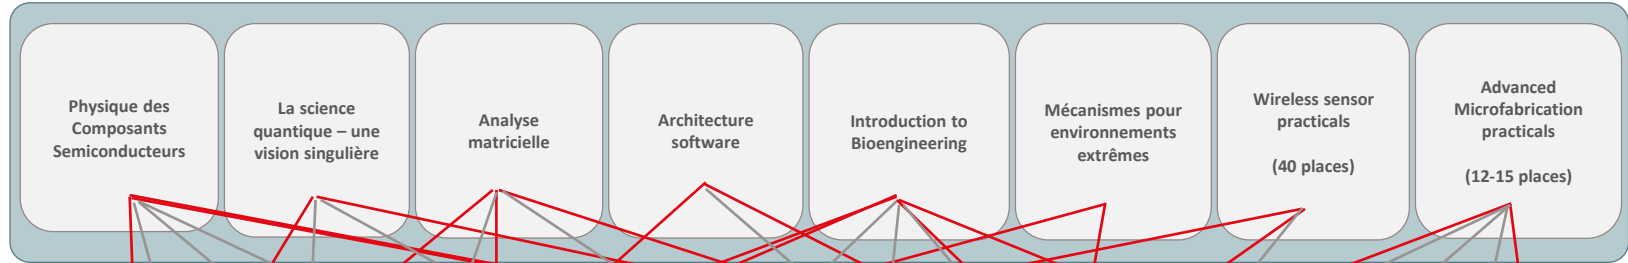 Physique des
Composants
Semiconducteurs
La science
quantique – une
vision singulière
Analyse
matricielle
Architecture
software
Introduction to
Bioengineering
Mécanismes pour
environnements
extrêmes
Wireless sensor
practicals
(40 places)
Advanced
Microfabrication
practicals
(12-15 places)